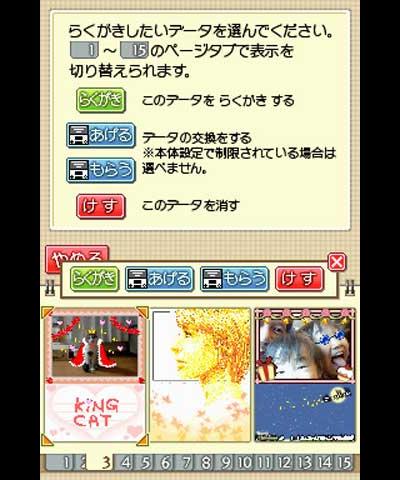 らくがきしたいデータを選んでください。
1 ～ 15 のページタブで表示を
切り替えられます。
らくがき このデータを らくがき する
あげる データの交換をする
※本体設定で制限されている場合は
もらう 選べません。
けす このデータを消す
やめる
らくがき あげる もらう けす
KiNG
CAT
1 2 3 4 5 6 7 8 9 10 11 12 13 14 15